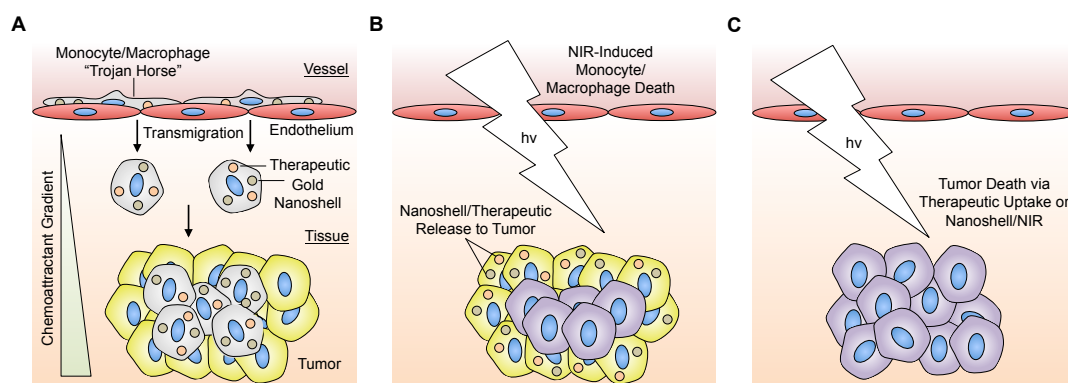 A
Monocyte/Macrophage
“Trojan Horse”
Vessel
Transmigration
Endothelium
Therapeutic
Gold
Nanoshell
Chemoattractant Gradient
Tissue
Tumor
B
NIR-Induced
Monocyte/
Macrophage Death
hv
Nanoshell/Therapeutic
Release to Tumor
C
hv
Tumor Death via
Therapeutic Uptake or
Nanoshell/NIR